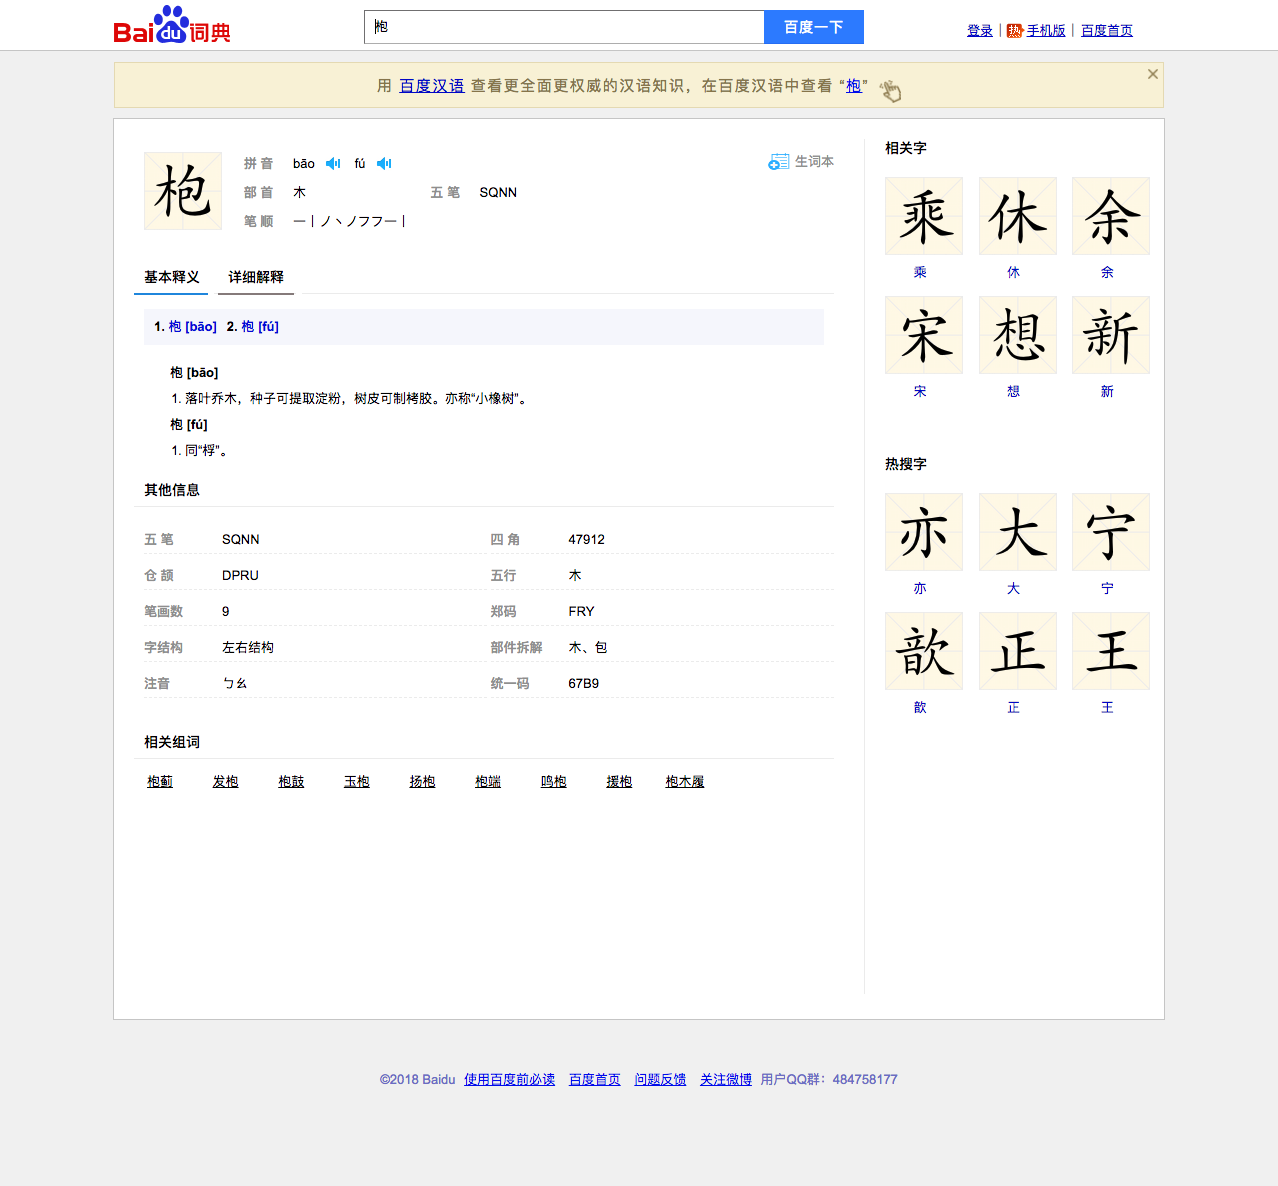 Bai du 词典
枹
百度一下
登录 | 热 手机版 | 百度首页
用 百度汉语 查看更全面更权威的汉语知识，在百度汉语中查看 “枹”
枹
拼 音 bāo fú
生词本
部 首 木 五 笔 SQNN
笔 顺 一丨ノ丶ノフフ一丨
基本释义 详细解释
1. 枹 [bāo] 2. 枹 [fú]
枹 [bāo]
1. 落叶乔木，种子可提取淀粉，树皮可制栲胶。亦称“小橡树”。
枹 [fú]
1. 同“桴”。
其他信息
五 笔 SQNN 四 角 47912
仓 颉 DPRU 五行 木
笔画数 9 郑码 FRY
字结构 左右结构 部件拆解 木、包
注音 ㄅㄠ 统一码 67B9
相关组词
枹蓟 发枹 枹鼓 玉枹 扬枹 枹端 鸣枹 援枹 枹木履
相关字
乘 休 余
乘 休 余
宋 想 新
宋 想 新
热搜字
亦 大 宁
亦 大 宁
歆 正 王
歆 正 王
©2018 Baidu 使用百度前必读 百度首页 问题反馈 关注微博 用户QQ群：484758177